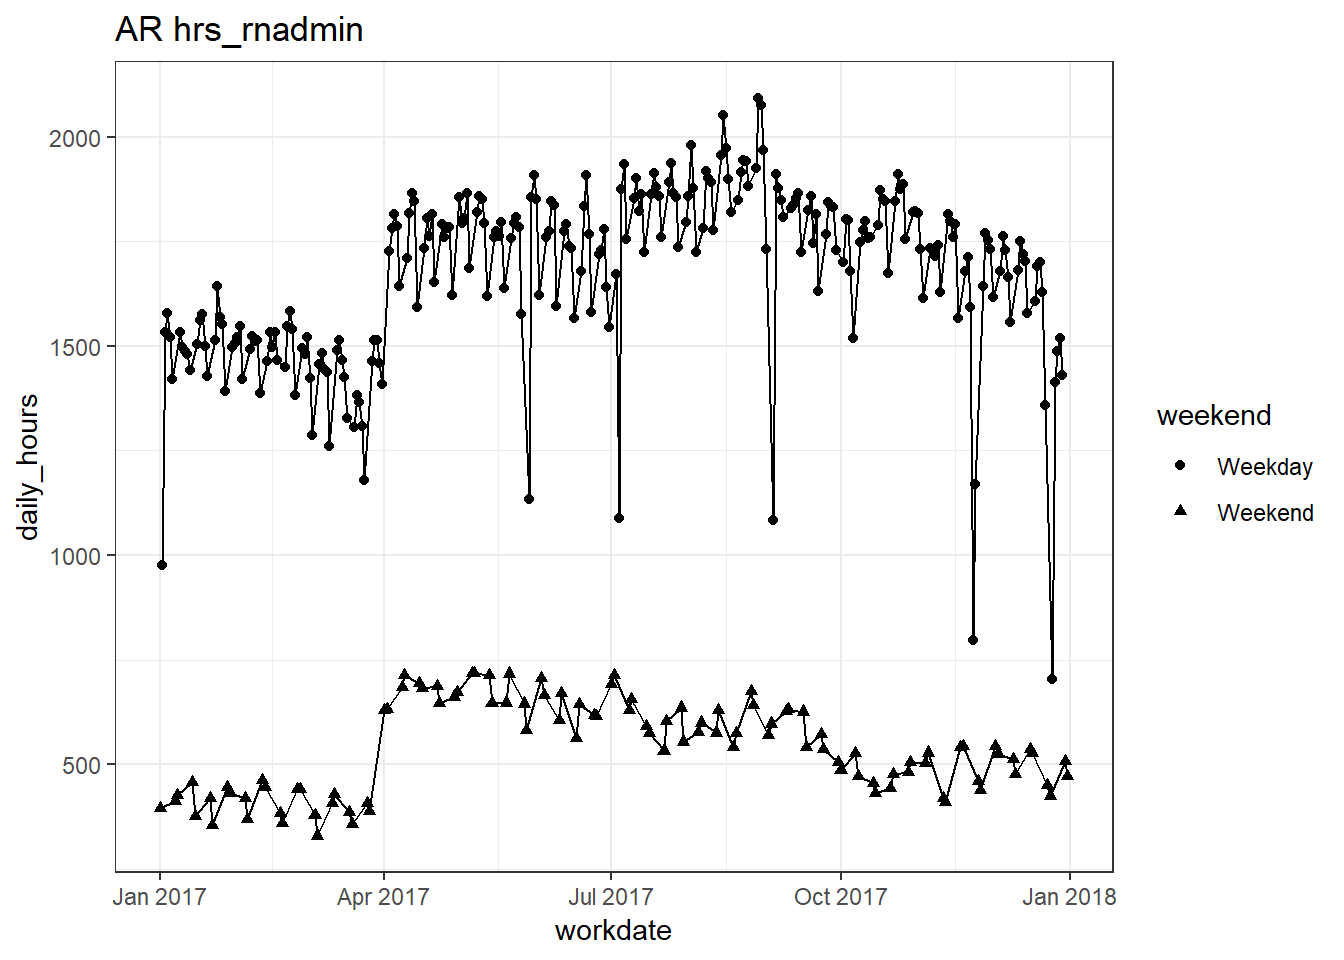 AR hrs_rnadmin
daily_hours
2000
1500
1000
500
Jan 2017
Apr 2017
Jul 2017
Oct 2017
Jan 2018
workdate
weekend
Weekday
Weekend